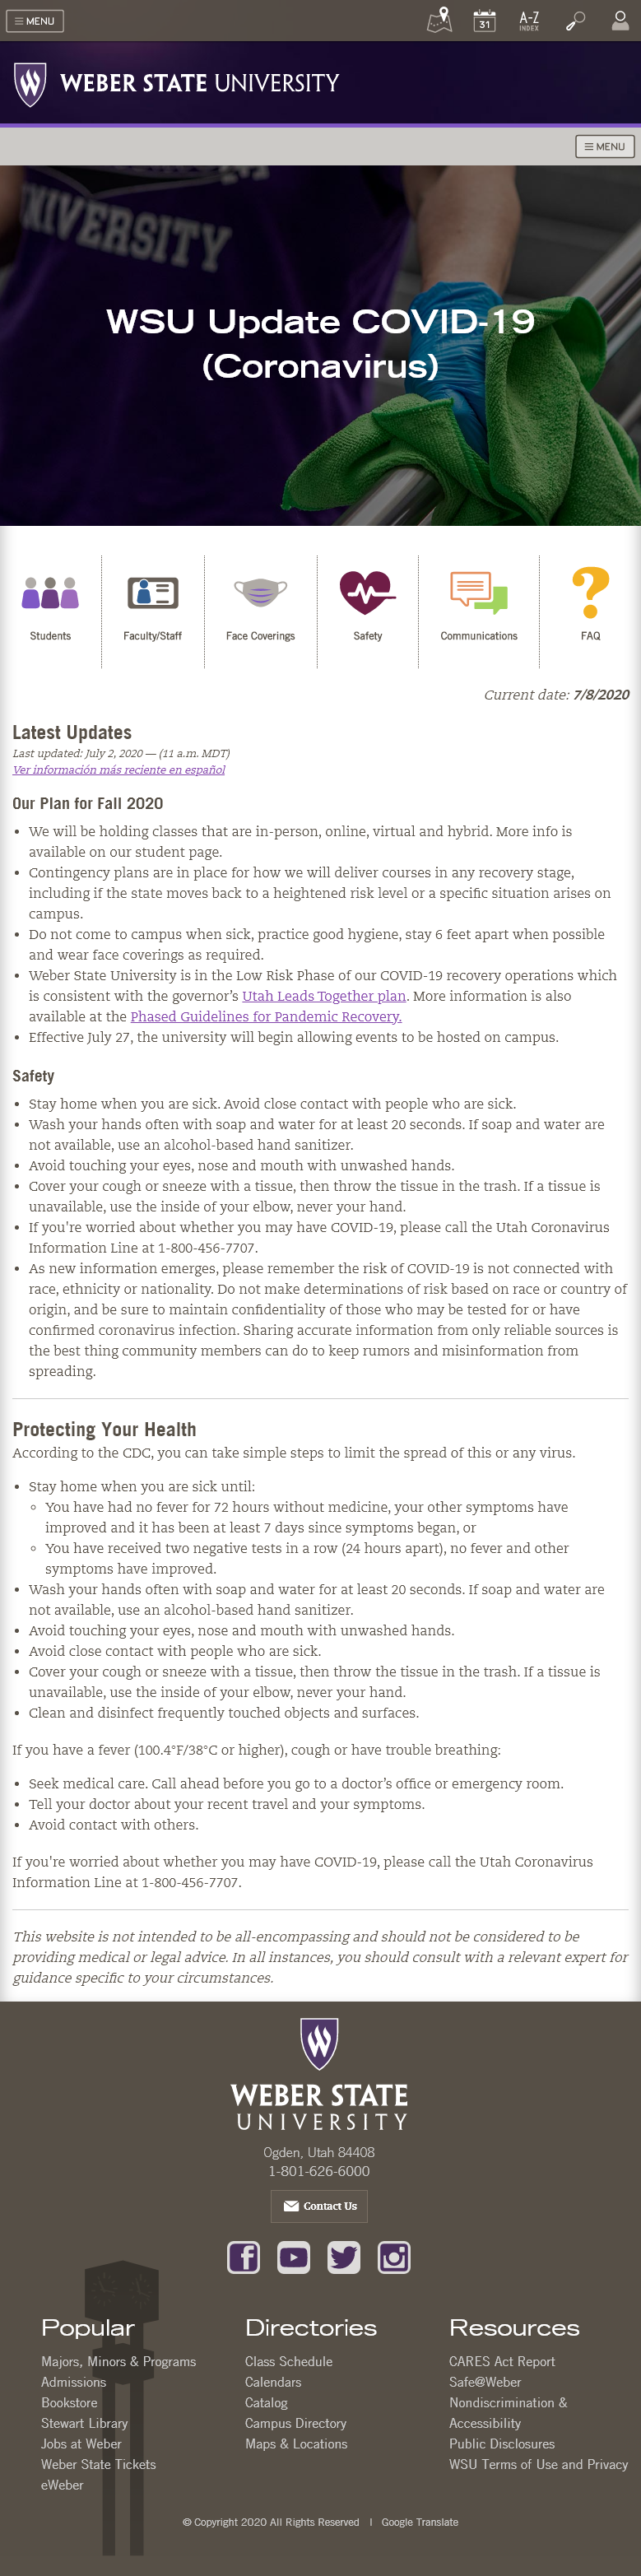 ≡ MENU
31
A-Z
INDEX
WEBER STATE UNIVERSITY
≡ MENU
NIVERSITY
WSU Update COVID-19
(Coronavirus)
Students
Faculty/Staff
Face Coverings
Safety
Communications
FAQ
Current date: 7/8/2020
Latest Updates
Last updated: July 2, 2020 — (11 a.m. MDT)
Ver información más reciente en español
Our Plan for Fall 2020
• We will be holding classes that are in-person, online, virtual and hybrid. More info is
available on our student page.
• Contingency plans are in place for how we will deliver courses in any recovery stage,
including if the state moves back to a heightened risk level or a specific situation arises on
campus.
• Do not come to campus when sick, practice good hygiene, stay 6 feet apart when possible
and wear face coverings as required.
• Weber State University is in the Low Risk Phase of our COVID-19 recovery operations which
is consistent with the governor’s Utah Leads Together plan. More information is also
available at the Phased Guidelines for Pandemic Recovery.
• Effective July 27, the university will begin allowing events to be hosted on campus.
Safety
• Stay home when you are sick. Avoid close contact with people who are sick.
• Wash your hands often with soap and water for at least 20 seconds. If soap and water are
not available, use an alcohol-based hand sanitizer.
• Avoid touching your eyes, nose and mouth with unwashed hands.
• Cover your cough or sneeze with a tissue, then throw the tissue in the trash. If a tissue is
unavailable, use the inside of your elbow, never your hand.
• If you're worried about whether you may have COVID-19, please call the Utah Coronavirus
Information Line at 1-800-456-7707.
• As new information emerges, please remember the risk of COVID-19 is not connected with
race, ethnicity or nationality. Do not make determinations of risk based on race or country of
origin, and be sure to maintain confidentiality of those who may be tested for or have
confirmed coronavirus infection. Sharing accurate information from only reliable sources is
the best thing community members can do to keep rumors and misinformation from
spreading.
Protecting Your Health
According to the CDC, you can take simple steps to limit the spread of this or any virus.
• Stay home when you are sick until:
◦ You have had no fever for 72 hours without medicine, your other symptoms have
improved and it has been at least 7 days since symptoms began, or
◦ You have received two negative tests in a row (24 hours apart), no fever and other
symptoms have improved.
• Wash your hands often with soap and water for at least 20 seconds. If soap and water are
not available, use an alcohol-based hand sanitizer.
• Avoid touching your eyes, nose and mouth with unwashed hands.
• Avoid close contact with people who are sick.
• Cover your cough or sneeze with a tissue, then throw the tissue in the trash. If a tissue is
unavailable, use the inside of your elbow, never your hand.
• Clean and disinfect frequently touched objects and surfaces.
If you have a fever (100.4°F/38°C or higher), cough or have trouble breathing:
• Seek medical care. Call ahead before you go to a doctor’s office or emergency room.
• Tell your doctor about your recent travel and your symptoms.
• Avoid contact with others.
If you're worried about whether you may have COVID-19, please call the Utah Coronavirus
Information Line at 1-800-456-7707.
This website is not intended to be all-encompassing and should not be considered to be
providing medical or legal advice. In all instances, you should consult with a relevant expert for
guidance specific to your circumstances.
WEBER STATE
UNIVERSITY
Ogden, Utah 84408
1-801-626-6000
Contact Us
Popular
Majors, Minors & Programs
Admissions
Bookstore
Stewart Library
Jobs at Weber
Weber State Tickets
eWeber
Directories
Class Schedule
Calendars
Catalog
Campus Directory
Maps & Locations
Resources
CARES Act Report
Safe@Weber
Nondiscrimination &
Accessibility
Public Disclosures
WSU Terms of Use and Privacy
© Copyright 2020 All Rights Reserved | Google Translate